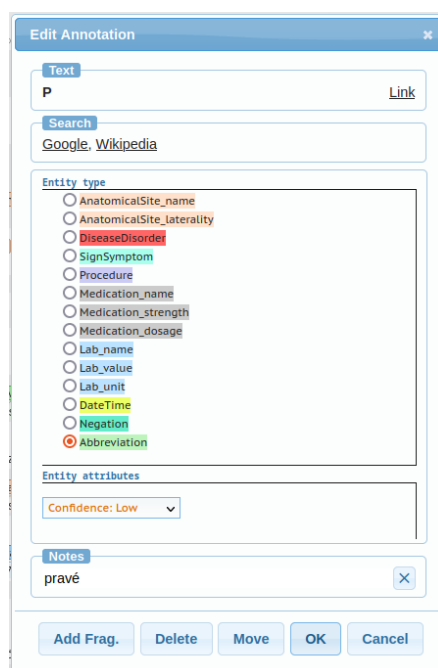 Edit Annotation
Text
P Link
Search
Google, Wikipedia
Entity type
AnatomicalSite_name
AnatomicalSite_laterality
DiseaseDisorder
SignSymptom
Procedure
Medication_name
Medication_strength
Medication_dosage
Lab_name
Lab_value
Lab_unit
DateTime
Negation
Abbreviation
Entity attributes
Confidence: Low
Notes
pravé
Add Frag. Delete Move OK Cancel